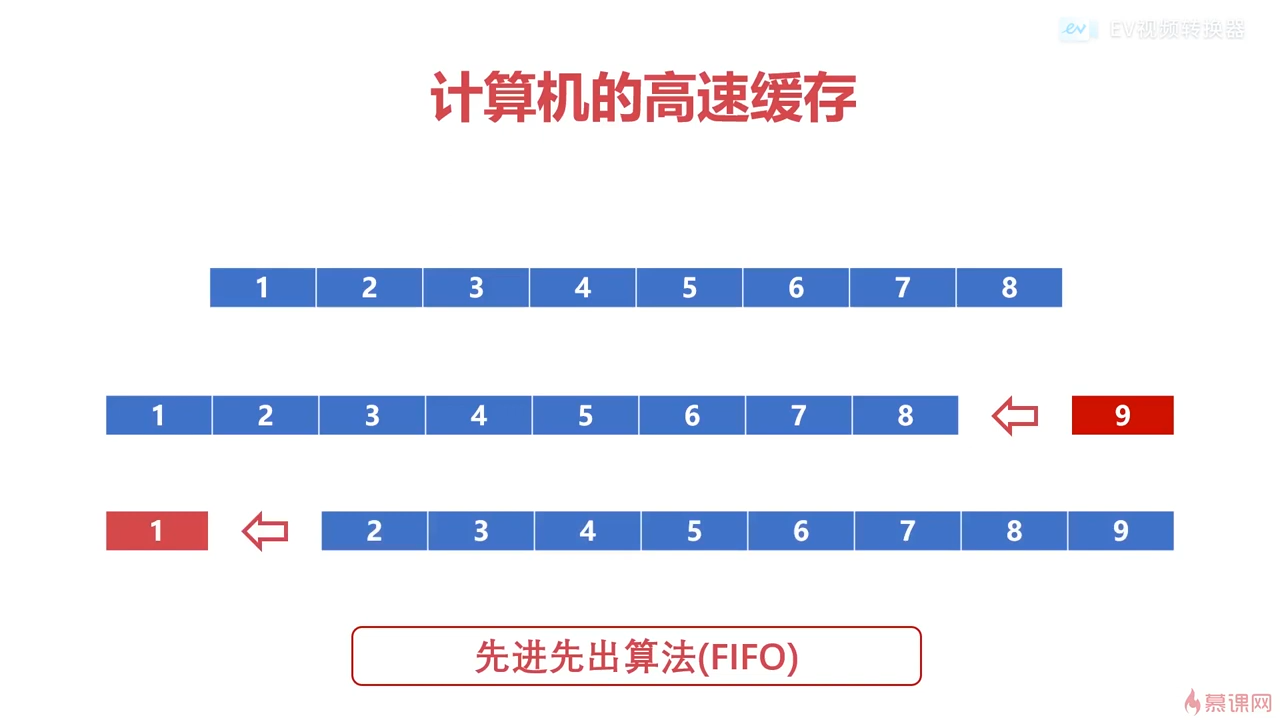 EV视频转换器
计算机的高速缓存
1 2 3 4 5 6 7 8
1 2 3 4 5 6 7 8 9
1 2 3 4 5 6 7 8 9
先进先出算法(FIFO)
慕课网